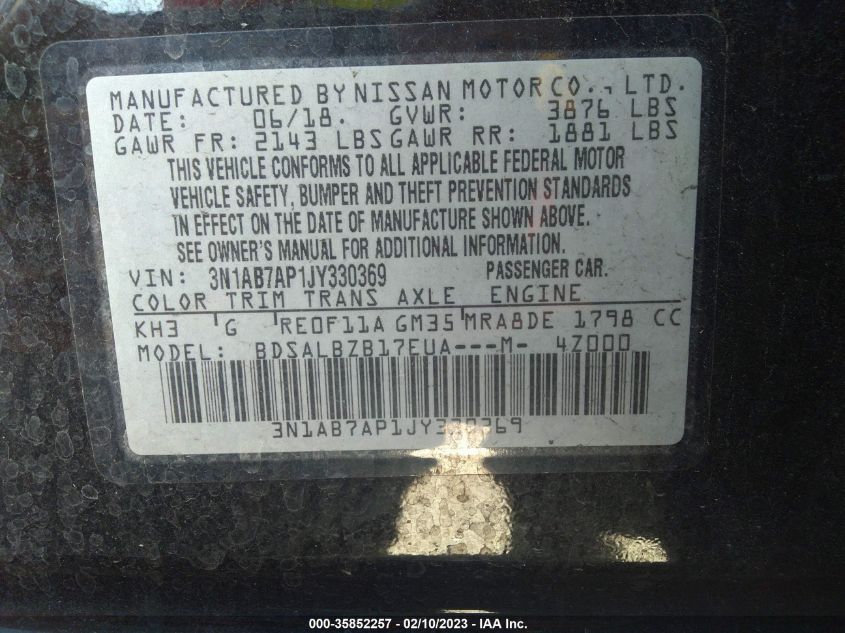 MANUFACTURED BY NISSAN MOTOR CO., LTD.
DATE: 06/18. GVWR: 3876 LBS
GAWR FR: 2143 LBS GAWR RR: 1881 LBS
THIS VEHICLE CONFORMS TO ALL APPLICABLE FEDERAL MOTOR
VEHICLE SAFETY, BUMPER AND THEFT PREVENTION STANDARDS
IN EFFECT ON THE DATE OF MANUFACTURE SHOWN ABOVE.
SEE OWNER'S MANUAL FOR ADDITIONAL INFORMATION.
VIN: 3N1AB7AP1JY330369 PASSENGER CAR.
COLOR TRIM TRANS AXLE ENGINE
KH3 G RE0F11A GM35 MRA8DE 1798 CC
MODEL: BDSALBZB17EUA---M- 4Z000
3N1AB7AP1JY330369
000-35852257 - 02/10/2023 - IAA Inc.